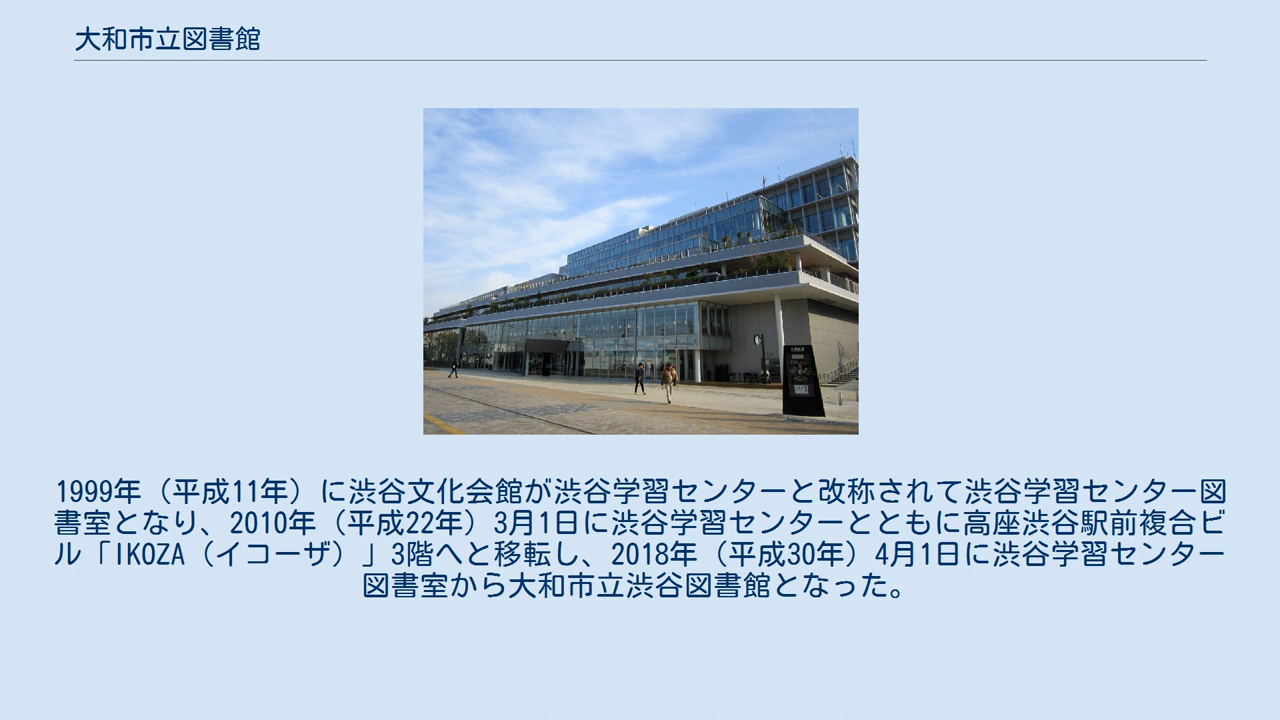 大和市立図書館
1999年（平成11年）に渋谷文化会館が渋谷学習センターと改称されて渋谷学習センター図
書室となり、2010年（平成22年）3月1日に渋谷学習センターとともに高座渋谷駅前複合ビ
ル「IKOZA（イコーザ）」3階へと移転し、2018年（平成30年）4月1日に渋谷学習センター
図書室から大和市立渋谷図書館となった。